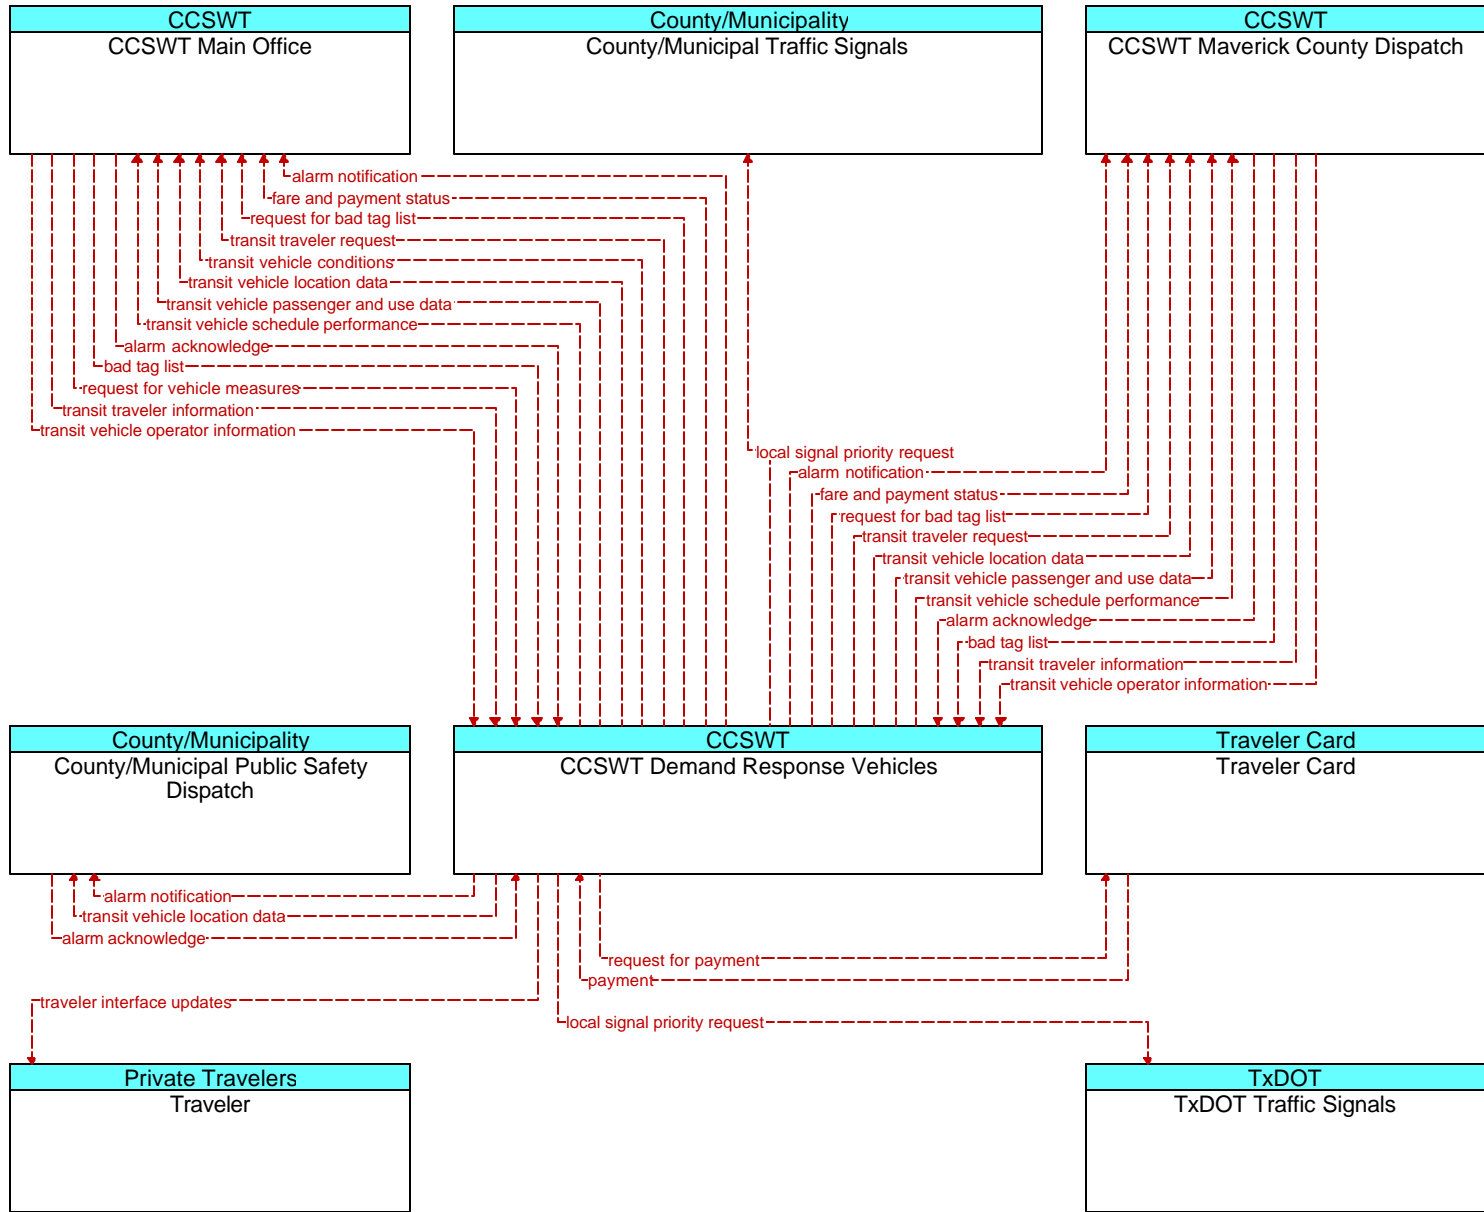 CCSWT
CCSWT Main Office
County/Municipality
County/Municipal Traffic Signals
CCSWT
CCSWT Maverick County Dispatch
alarm notification
fare and payment status
request for bad tag list
transit traveler request
transit vehicle conditions
transit vehicle location data
transit vehicle passenger and use data
transit vehicle schedule performance
alarm acknowledge
bad tag list
request for vehicle measures
transit traveler information
transit vehicle operator information
local signal priority request
alarm notification
fare and payment status
request for bad tag list
transit traveler request
transit vehicle location data
transit vehicle passenger and use data
transit vehicle schedule performance
alarm acknowledge
bad tag list
transit traveler information
transit vehicle operator information
County/Municipality
County/Municipal Public Safety
Dispatch
CCSWT
CCSWT Demand Response Vehicles
Traveler Card
Traveler Card
alarm notification
transit vehicle location data
alarm acknowledge
request for payment
payment
traveler interface updates
local signal priority request
Private Travelers
Traveler
TxDOT
TxDOT Traffic Signals